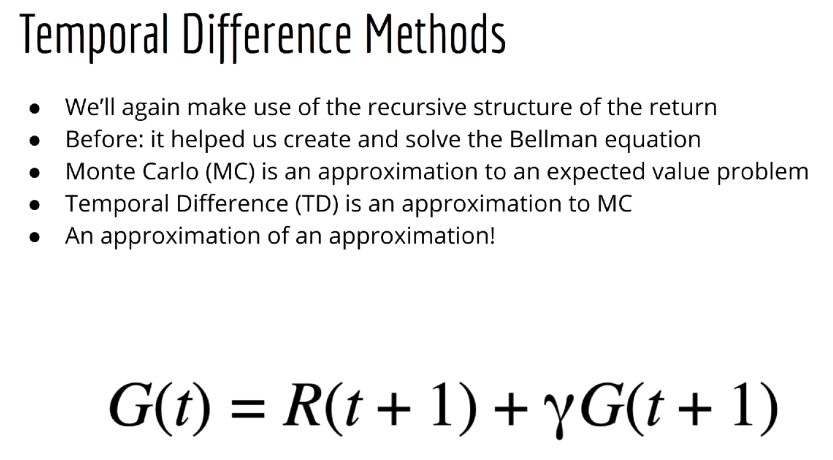 Temporal Difference Methods
● We'll again make use of the recursive structure of the return
● Before: it helped us create and solve the Bellman equation
● Monte Carlo (MC) is an approximation to an expected value problem
● Temporal Difference (TD) is an approximation to MC
● An approximation of an approximation!
G(t) = R(t + 1) + γG(t + 1)